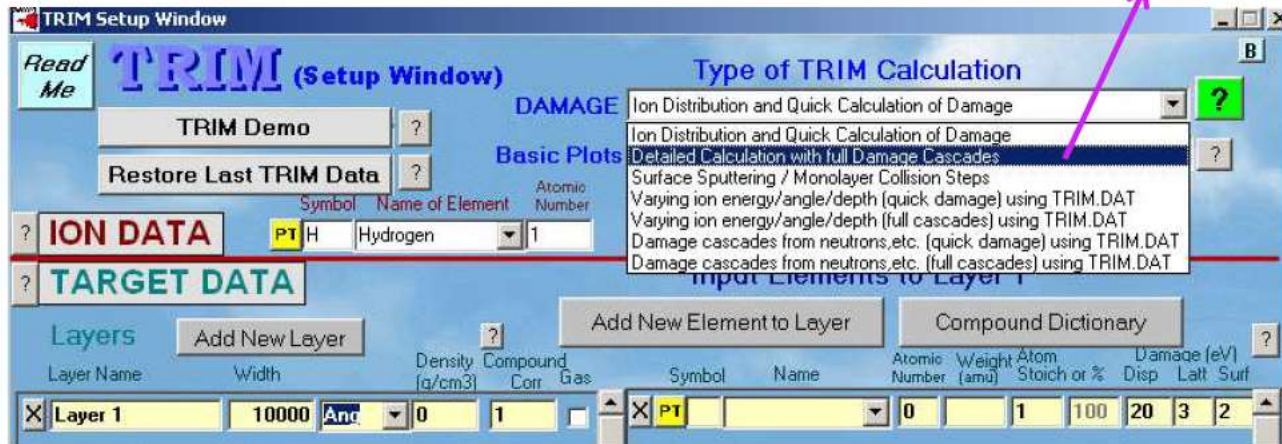 TRIM Setup Window
Read Me
TRIM (Setup Window)
Type of TRIM Calculation
B
DAMAGE
Ion Distribution and Quick Calculation of Damage
?
TRIM Demo
?
Ion Distribution and Quick Calculation of Damage
Basic Plots
Detailed Calculation with full Damage Cascades
?
Restore Last TRIM Data
?
Surface Sputtering / Monolayer Collision Steps
Varying ion energy/angle/depth (quick damage) using TRIM.DAT
Varying ion energy/angle/depth (full cascades) using TRIM.DAT
Damage cascades from neutrons,etc. (quick damage) using TRIM.DAT
Damage cascades from neutrons,etc. (full cascades) using TRIM.DAT
Symbol Name of Element Atomic Number
? ION DATA
PT H Hydrogen 1
? TARGET DATA
Input Elements to Layer 1
Layers
Add New Layer
?
Add New Element to Layer
Compound Dictionary
?
Layer Name Width Density (g/cm3) Compound Corr Gas
Symbol Name Atomic Number Weight (amu) Atom Stoich or % Damage (eV) Disp Latt Surf
X Layer 1 10000 Ang 0 1
X PT 0 1 100 20 3 2